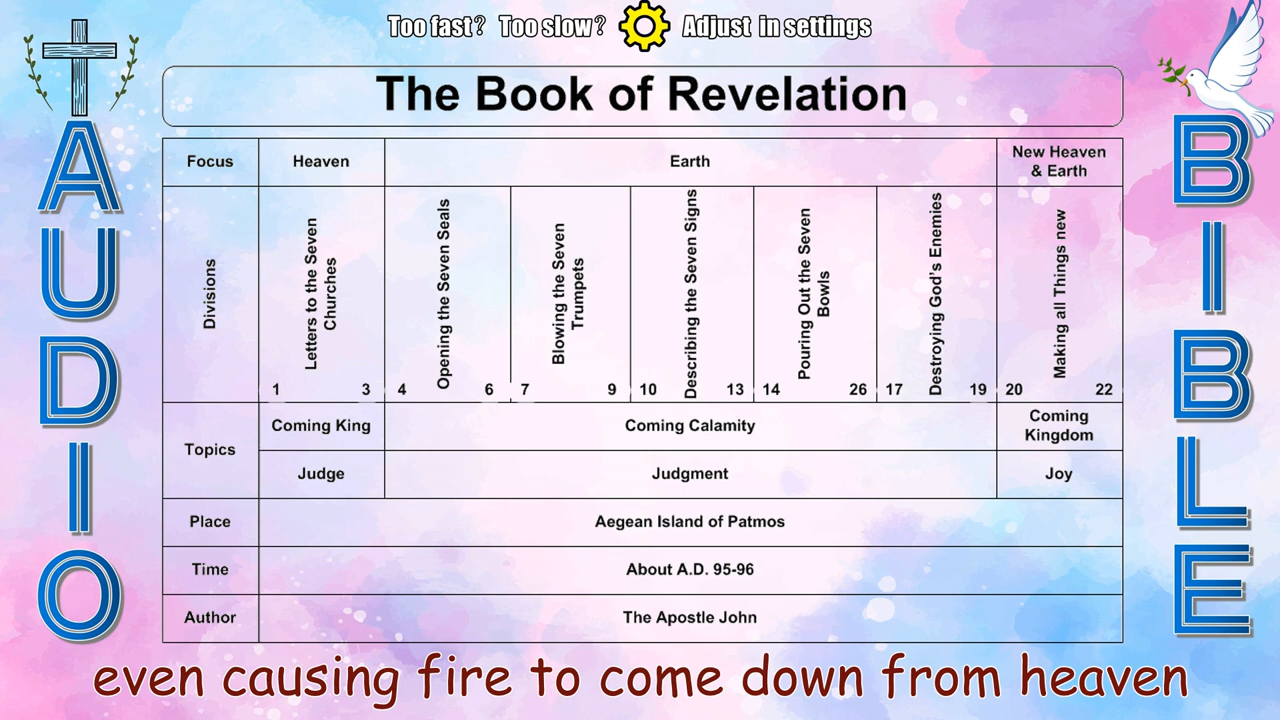 Too fast? Too slow? Adjust in settings
The Book of Revelation
AUDIO
BIBLE
Focus
Heaven
Earth
New Heaven
& Earth
Divisions
Letters to the Seven
Churches
1 3
Opening the Seven Seals
4 6
Blowing the Seven
Trumpets
7 9
Describing the Seven Signs
10 13
Pouring Out the Seven
Bowls
14 26
Destroying God's Enemies
17 19
Making all Things new
20 22
Topics
Coming King
Coming Calamity
Coming
Kingdom
Judge
Judgment
Joy
Place
Aegean Island of Patmos
Time
About A.D. 95-96
Author
The Apostle John
even causing fire to come down from heaven